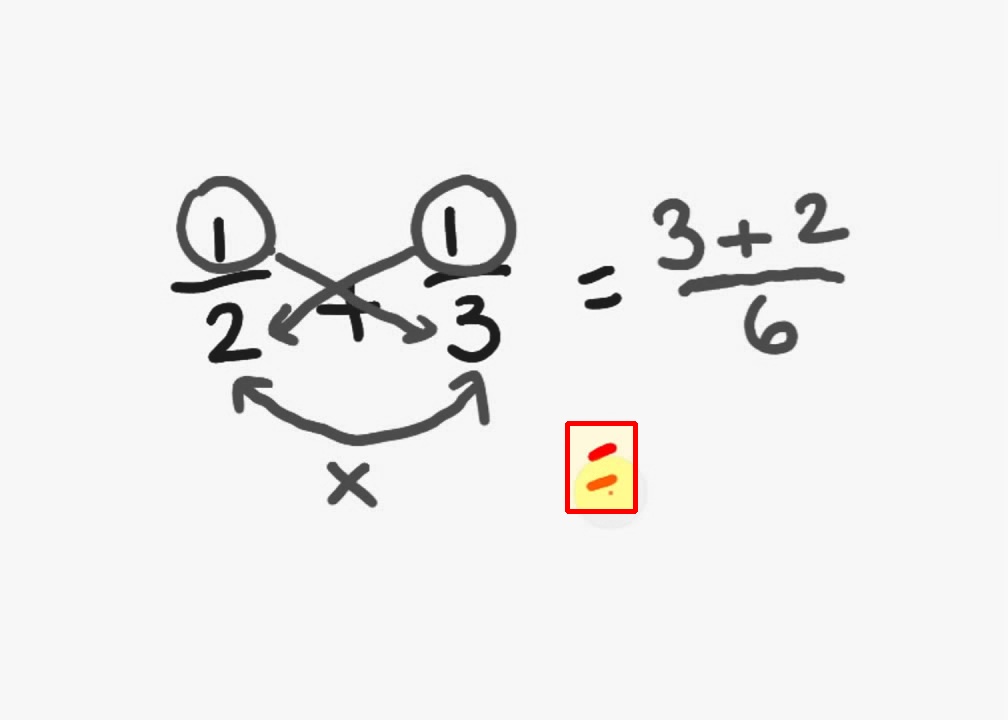 1/2 + 1/3 = (3+2)/6
×
=